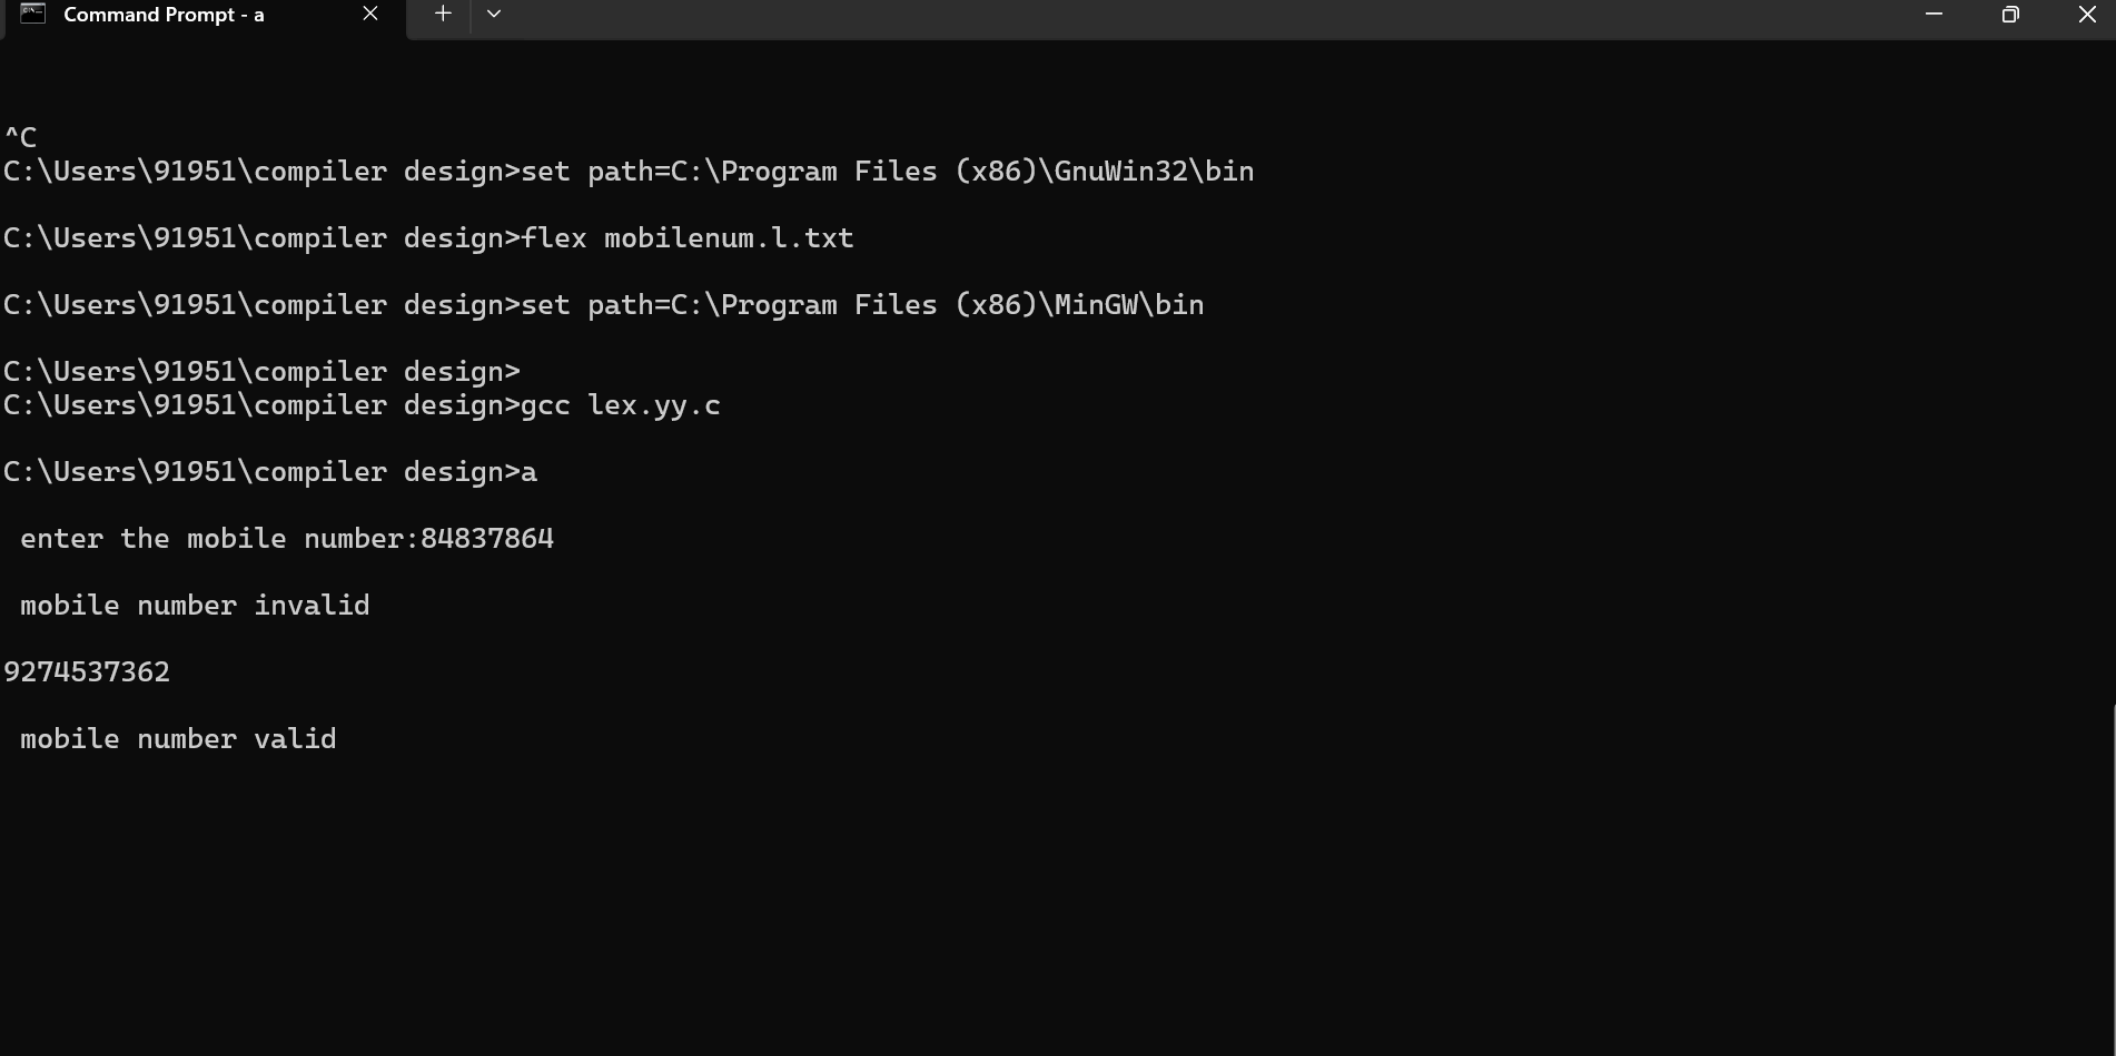 Command Prompt - a
^C
C:\Users\91951\compiler design>set path=C:\Program Files (x86)\GnuWin32\bin
C:\Users\91951\compiler design>flex mobilenum.l.txt
C:\Users\91951\compiler design>set path=C:\Program Files (x86)\MinGW\bin
C:\Users\91951\compiler design>
C:\Users\91951\compiler design>gcc lex.yy.c
C:\Users\91951\compiler design>a
enter the mobile number:84837864
mobile number invalid
9274537362
mobile number valid